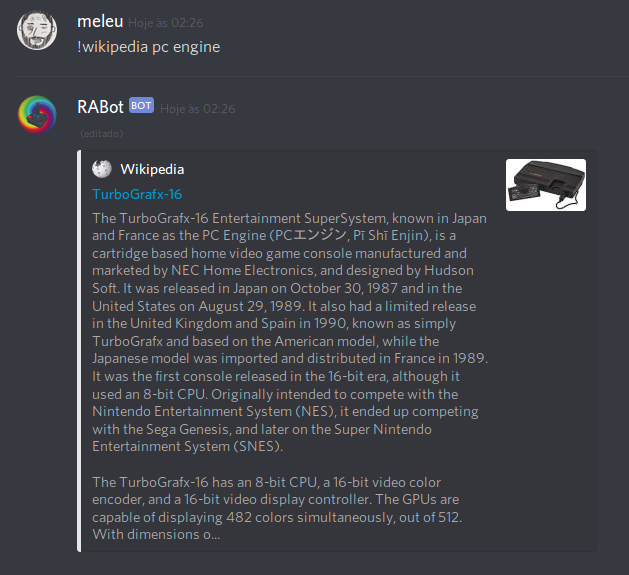 meleu Hoje às 02:26
!wikipedia pc engine
RABot BOT Hoje às 02:26
(editado)
Wikipedia
TurboGrafx-16
The TurboGrafx-16 Entertainment SuperSystem, known in Japan
and France as the PC Engine (PCエンジン, Pī Shī Enjin), is a
cartridge based home video game console manufactured and
marketed by NEC Home Electronics, and designed by Hudson
Soft. It was released in Japan on October 30, 1987 and in the
United States on August 29, 1989. It also had a limited release
in the United Kingdom and Spain in 1990, known as simply
TurboGrafx and based on the American model, while the
Japanese model was imported and distributed in France in 1989.
It was the first console released in the 16-bit era, although it
used an 8-bit CPU. Originally intended to compete with the
Nintendo Entertainment System (NES), it ended up competing
with the Sega Genesis, and later on the Super Nintendo
Entertainment System (SNES).
The TurboGrafx-16 has an 8-bit CPU, a 16-bit video color
encoder, and a 16-bit video display controller. The GPUs are
capable of displaying 482 colors simultaneously, out of 512.
With dimensions o...